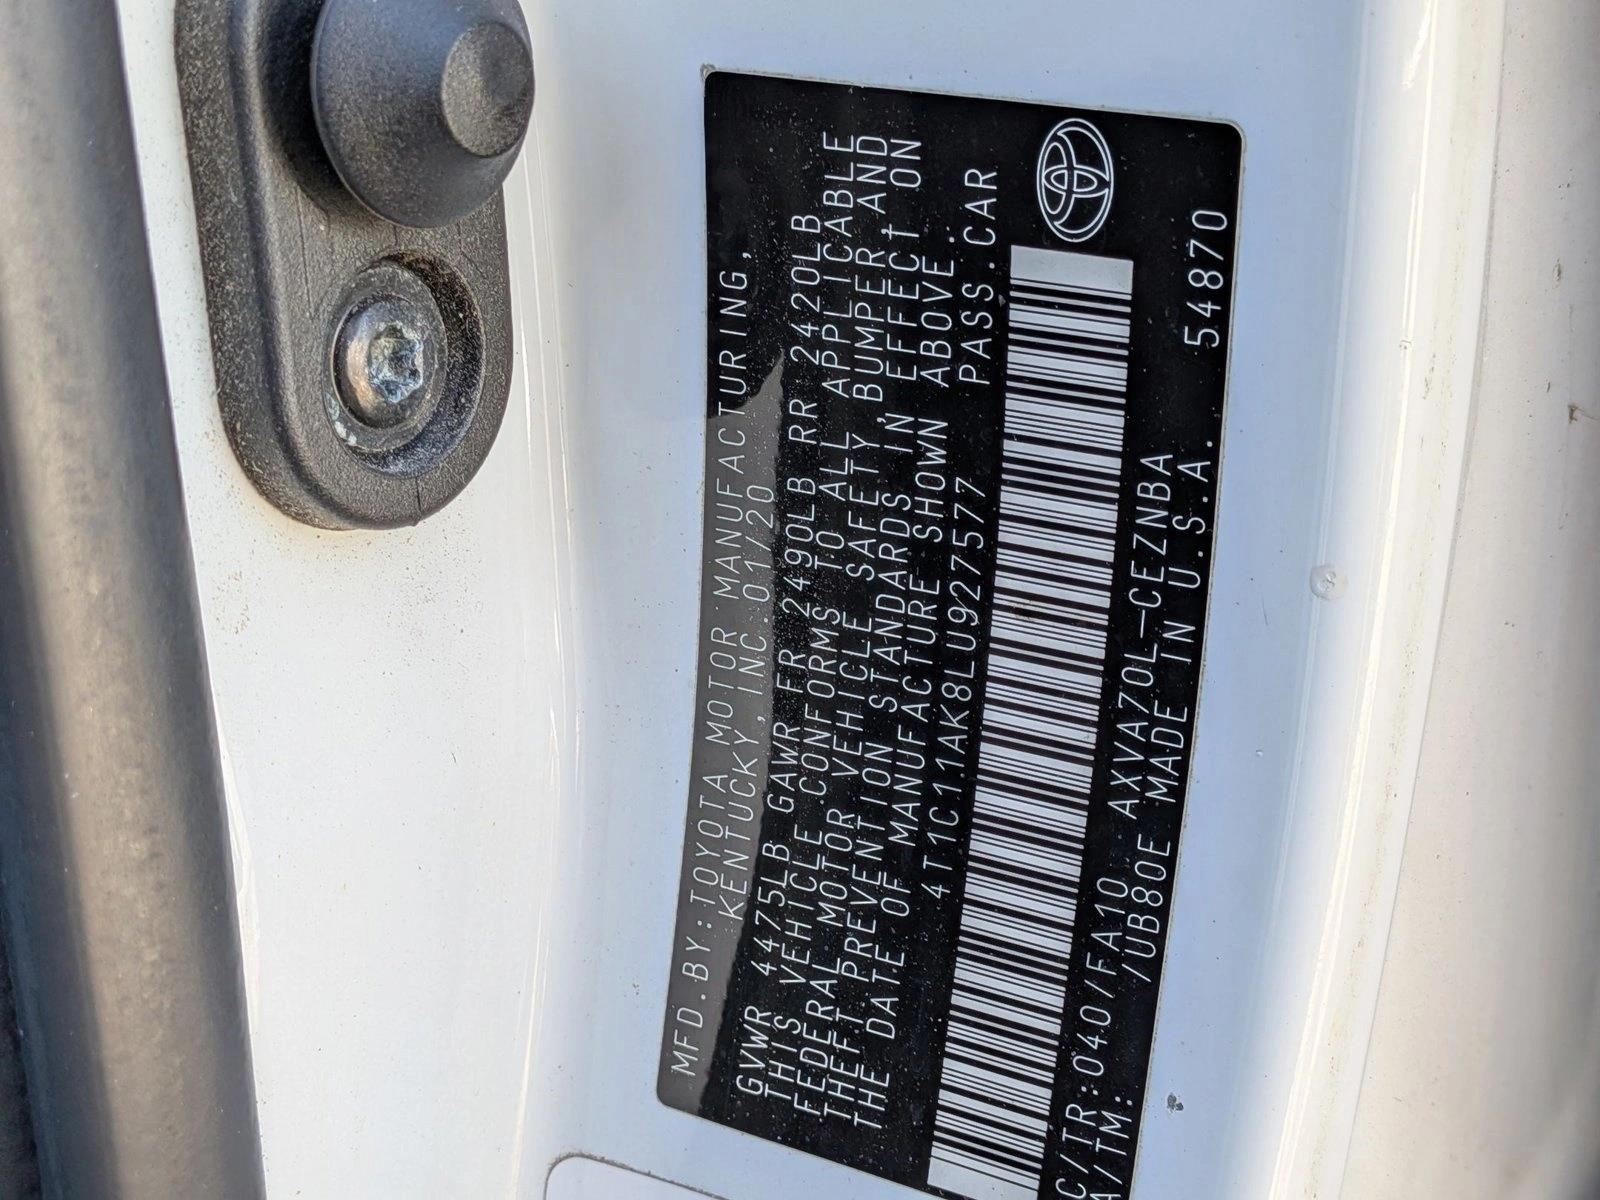 MFD.BY:TOYOTA MOTOR MANUFACTURING,
KENTUCKY,INC.01/20
GVWR 4475LB GAWR FR 2490LB RR 2420LB
THIS VEHICLE CONFORMS TO ALL APPLICABLE
FEDERAL MOTOR VEHICLE SAFETY,BUMPER,AND
THEFT PREVENTION STANDARDS IN EFFECT ON
THE DATE OF MANUFACTURE SHOWN ABOVE.
4T1C11AK8LU927577 PASS.CAR
C/TR:040/FA10 AXVA70L-CEZNBA
A/TM: /UB80E MADE IN U.S.A. 54870